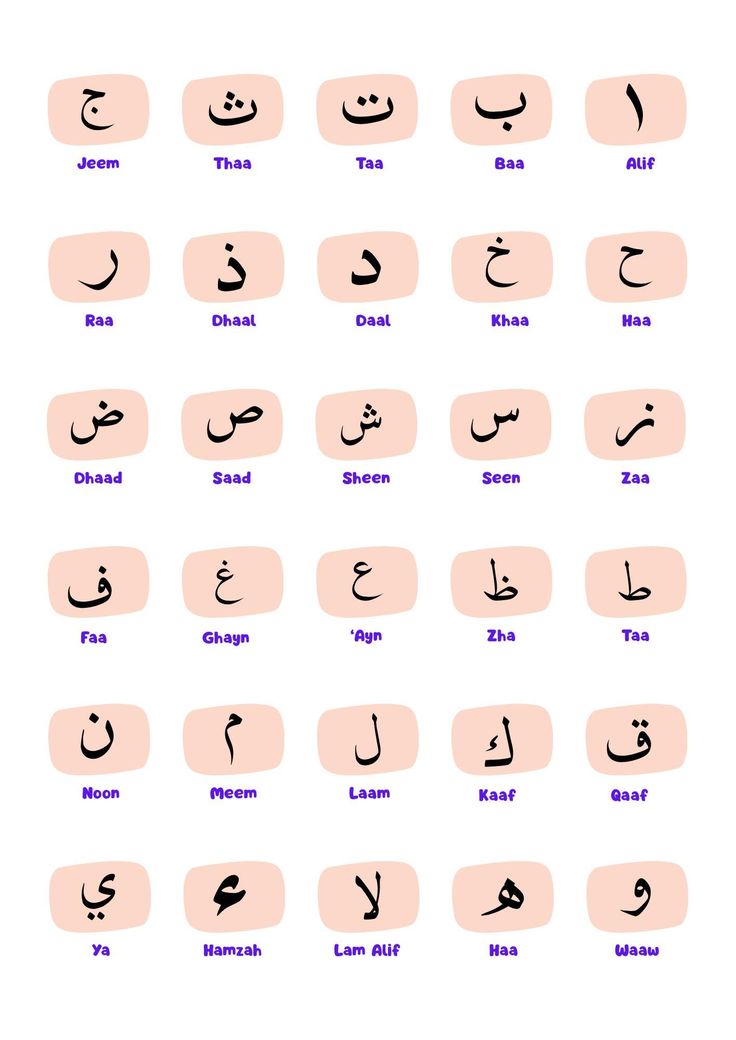 ا ب ت ث ج
Jeem Thaa Taa Baa Alif
ح خ د ذ ر
Raa Dhaal Daal Khaa Haa
ز س ش ص ض
Dhaad Saad Sheen Seen Zaa
ط ظ ع غ ف
Faa Ghayn ‘Ayn Zha Taa
ق ك ل م ن
Noon Meem Laam Kaaf Qaaf
و ه لا ء ي
Ya Hamzah Lam Alif Haa Waaw